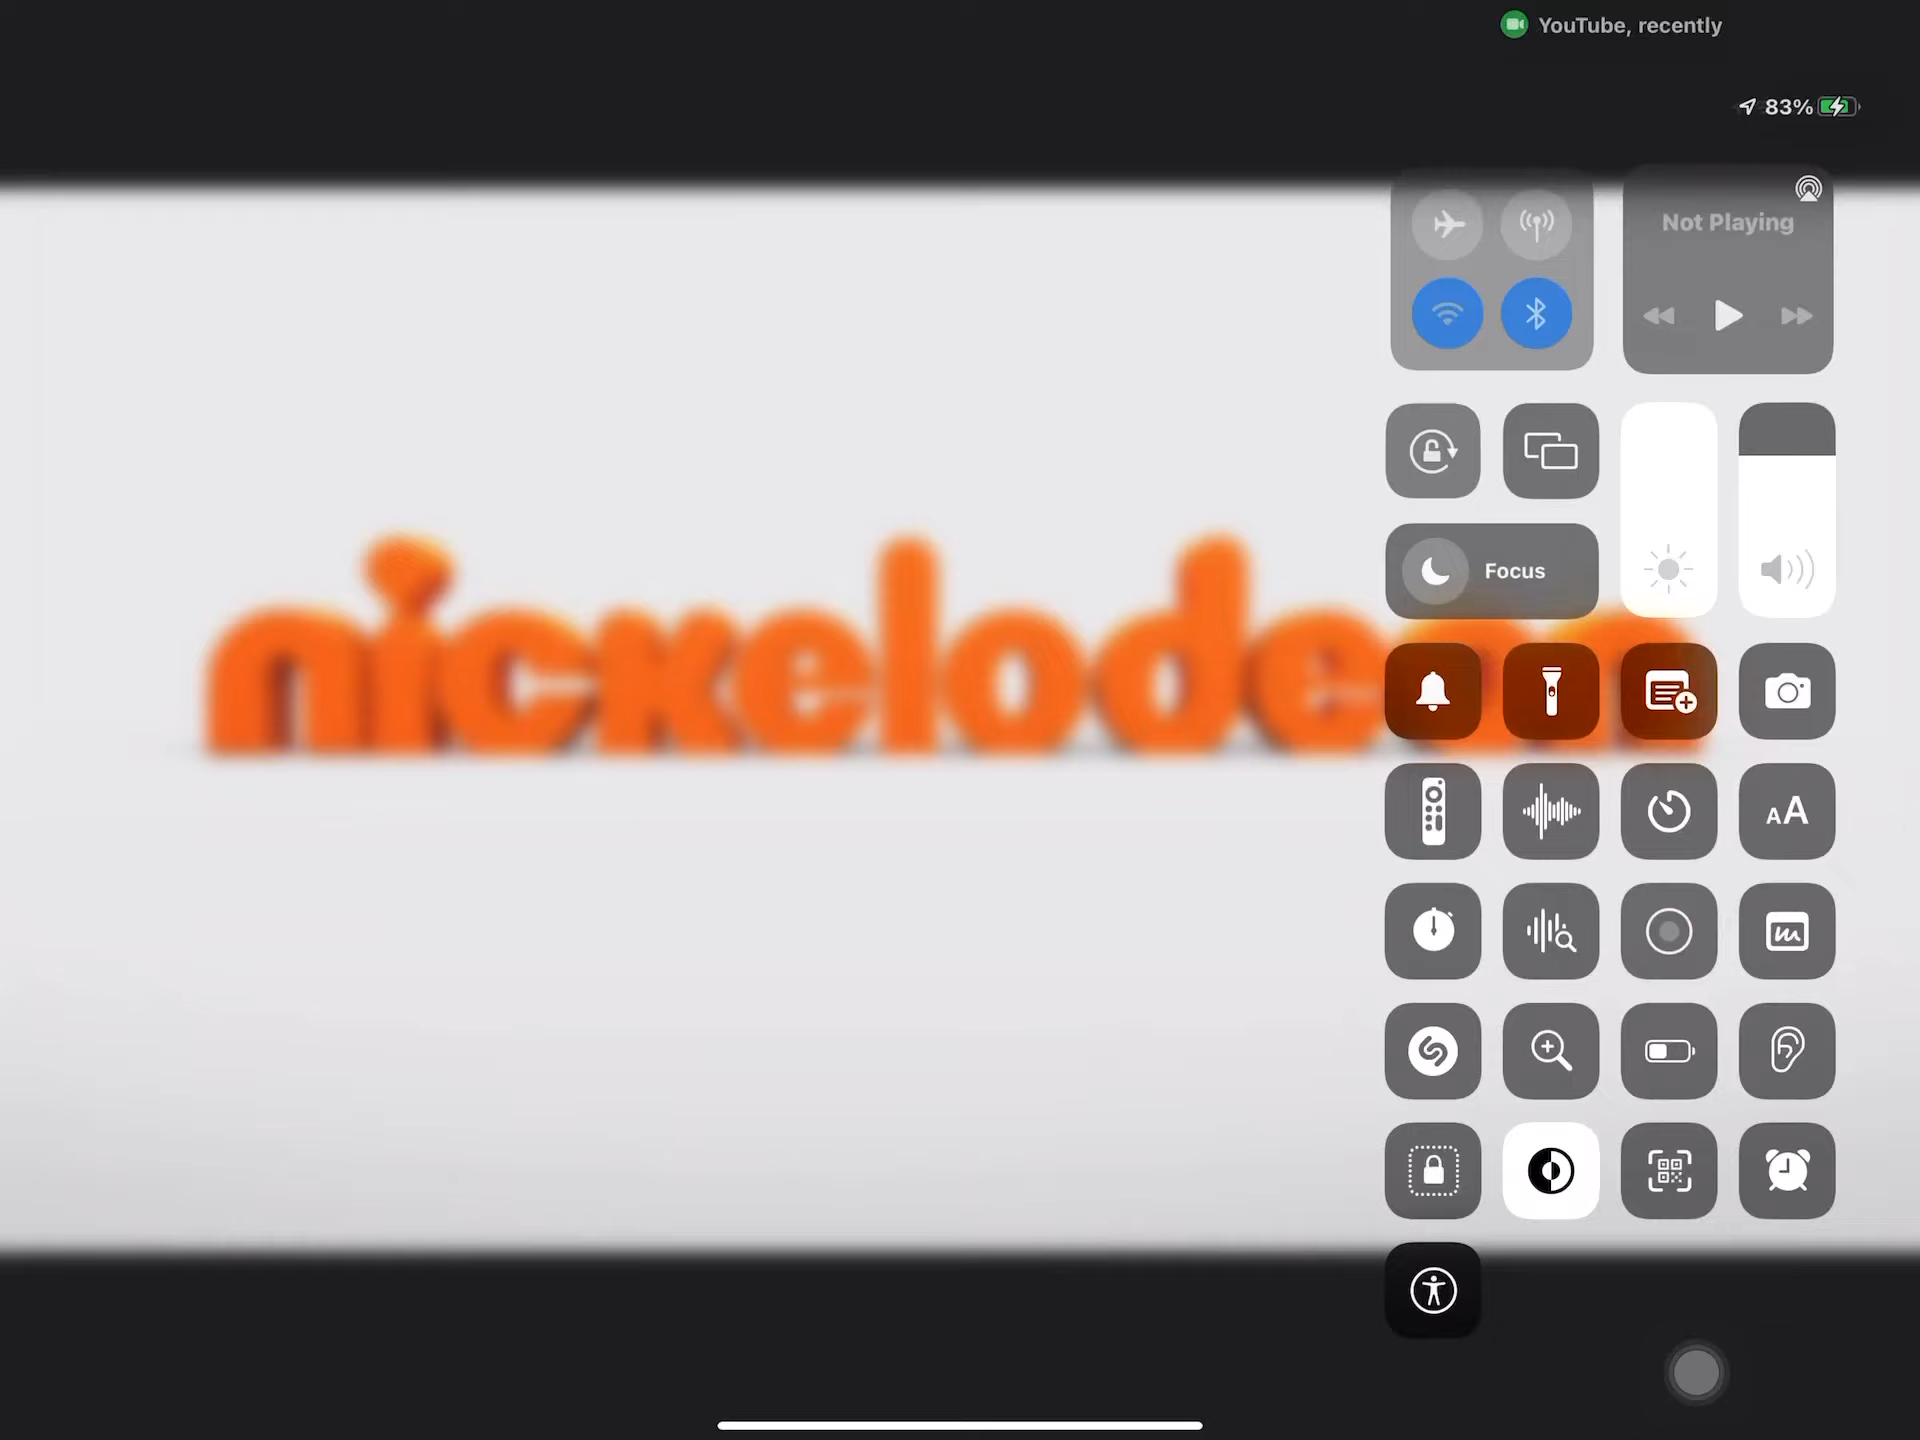 YouTube, recently
83%
Not Playing
Focus
nickelodeon
AA